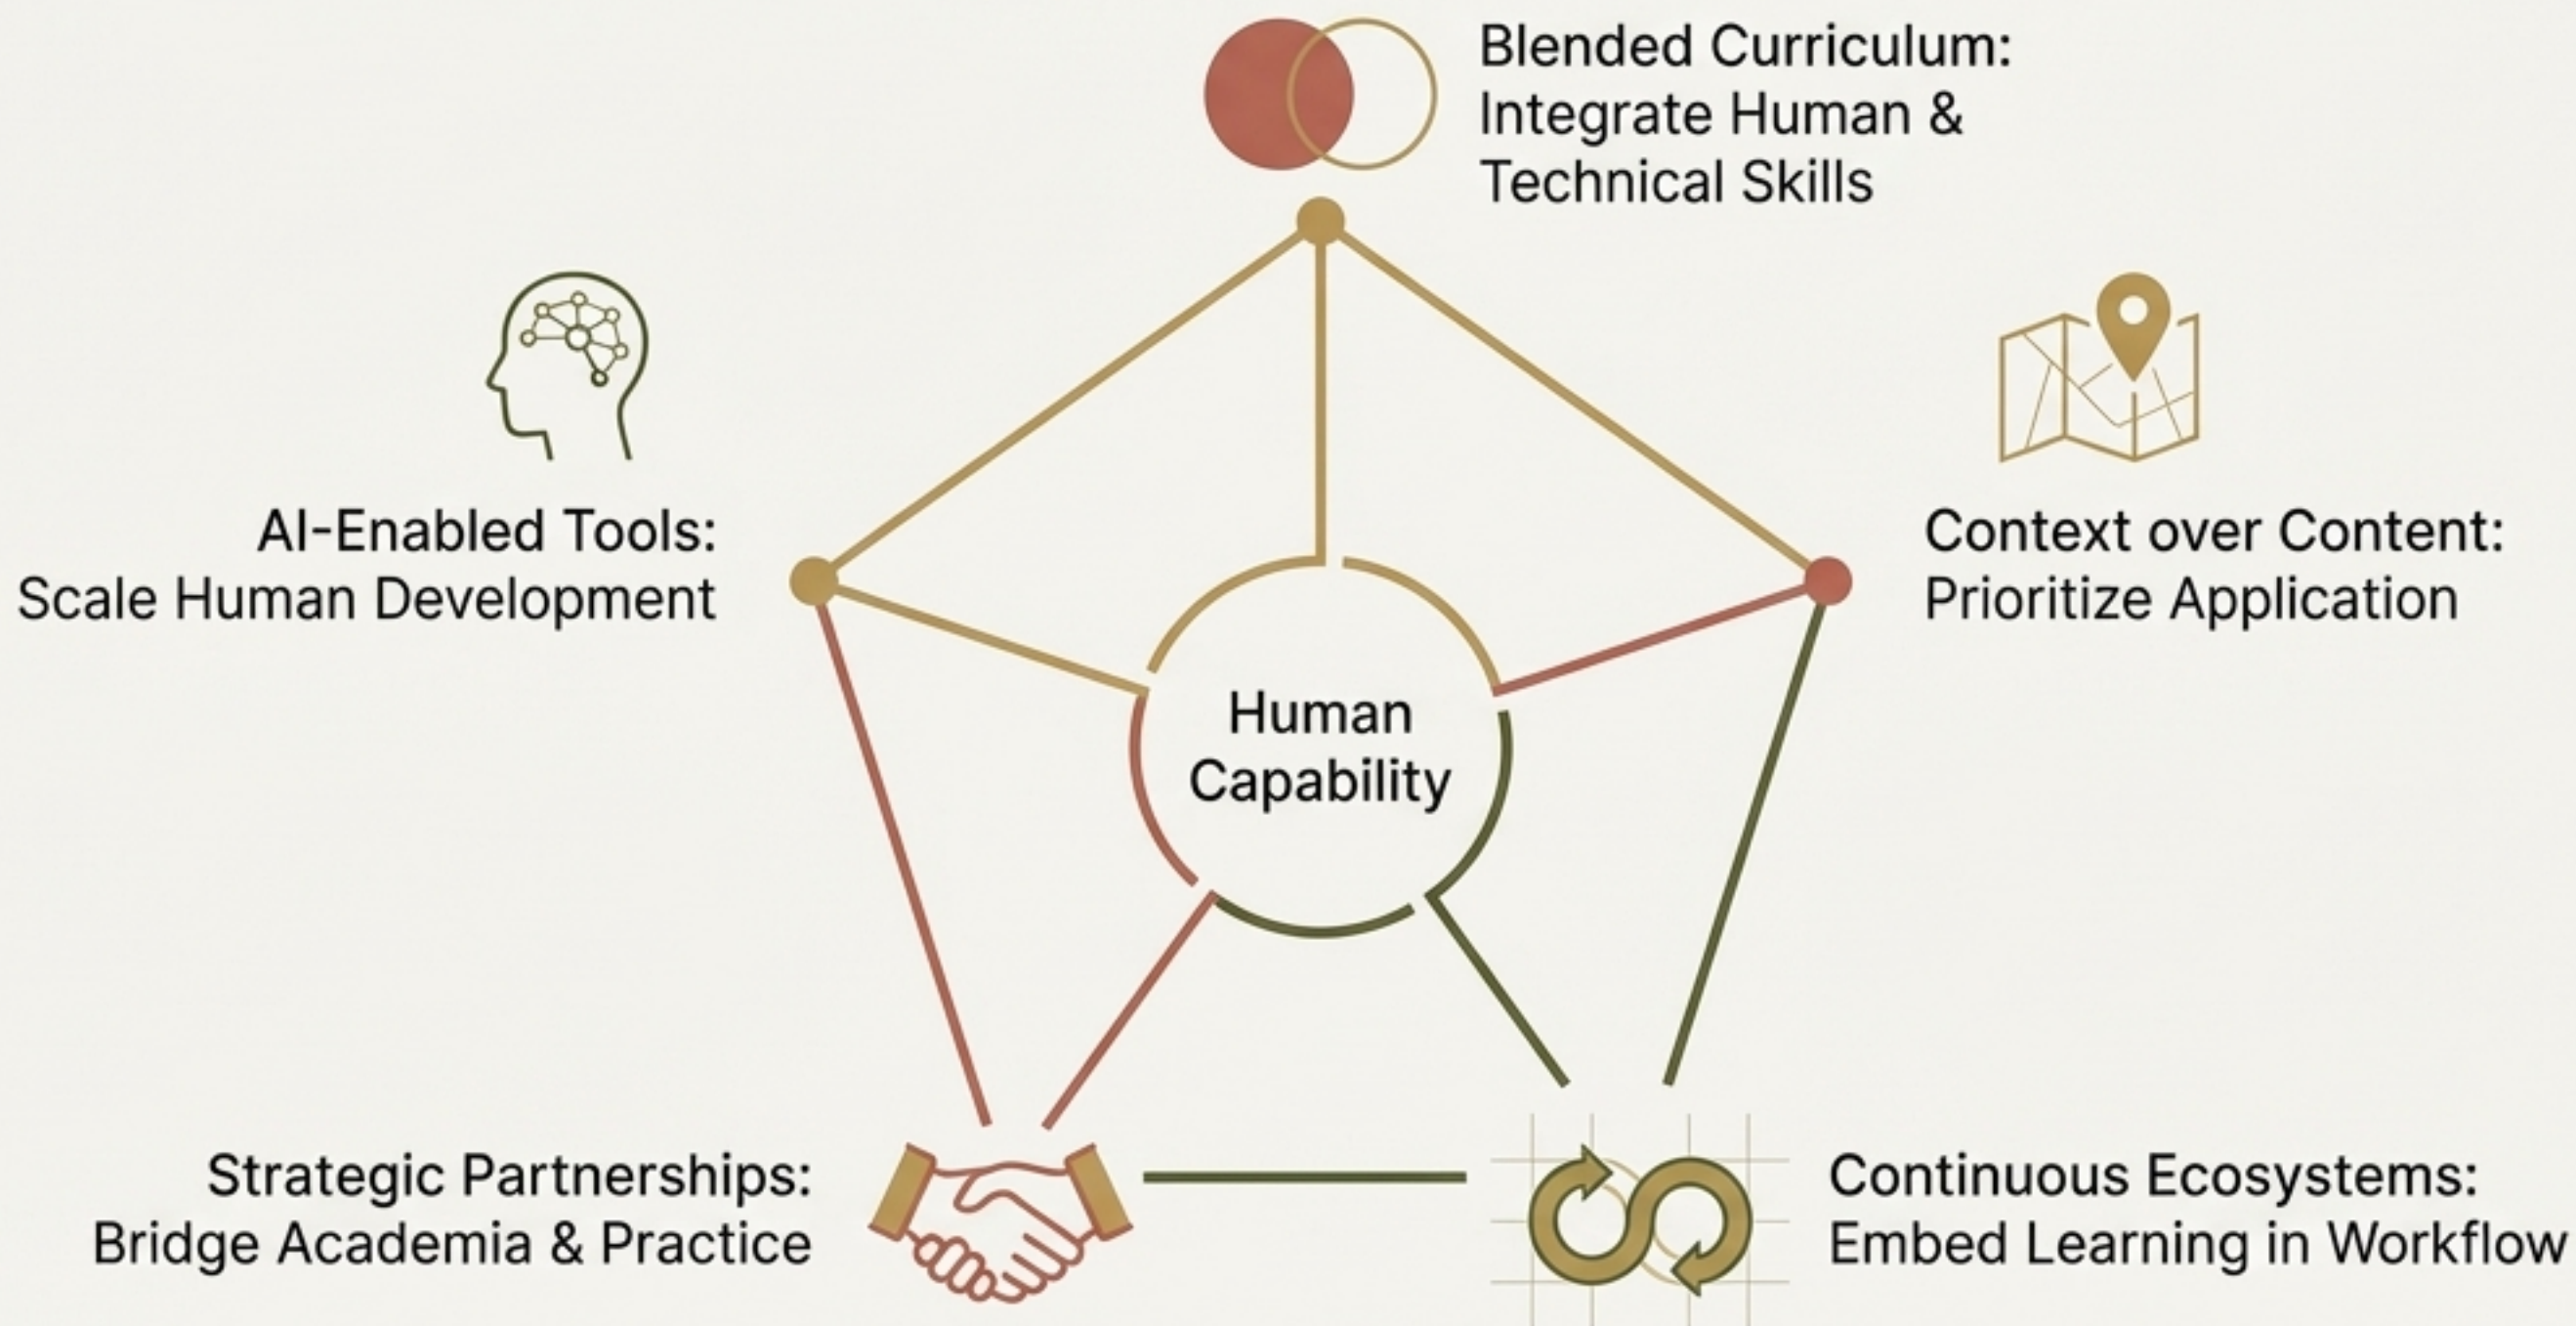 Blended Curriculum:
Integrate Human &
Technical Skills
AI-Enabled Tools:
Scale Human Development
Context over Content:
Prioritize Application
Human
Capability
Strategic Partnerships:
Bridge Academia & Practice
Continuous Ecosystems:
Embed Learning in Workflow